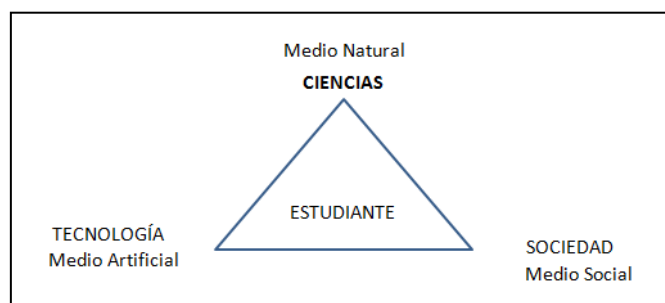 Medio Natural
CIENCIAS
ESTUDIANTE
TECNOLOGÍA
Medio Artificial
SOCIEDAD
Medio Social